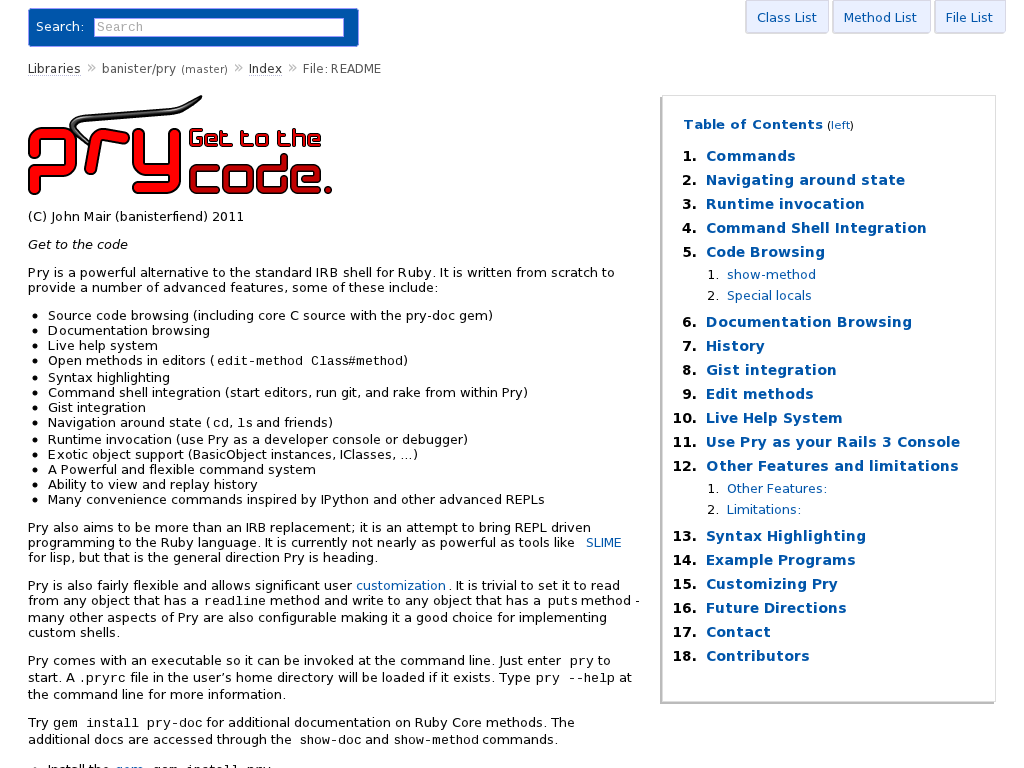 Search: Search
Class List Method List File List
Libraries » banister/pry (master) » Index » File: README
pry Get to the
code.
(C) John Mair (banisterfiend) 2011
Get to the code
Pry is a powerful alternative to the standard IRB shell for Ruby. It is written from scratch to
provide a number of advanced features, some of these include:
• Source code browsing (including core C source with the pry-doc gem)
• Documentation browsing
• Live help system
• Open methods in editors (edit-method Class#method)
• Syntax highlighting
• Command shell integration (start editors, run git, and rake from within Pry)
• Gist integration
• Navigation around state (cd, ls and friends)
• Runtime invocation (use Pry as a developer console or debugger)
• Exotic object support (BasicObject instances, IClasses, ...)
• A Powerful and flexible command system
• Ability to view and replay history
• Many convenience commands inspired by IPython and other advanced REPLs
Pry also aims to be more than an IRB replacement; it is an attempt to bring REPL driven
programming to the Ruby language. It is currently not nearly as powerful as tools like SLIME
for lisp, but that is the general direction Pry is heading.
Pry is also fairly flexible and allows significant user customization. It is trivial to set it to read
from any object that has a readline method and write to any object that has a puts method -
many other aspects of Pry are also configurable making it a good choice for implementing
custom shells.
Pry comes with an executable so it can be invoked at the command line. Just enter pry to
start. A .pryrc file in the user's home directory will be loaded if it exists. Type pry --help at
the command line for more information.
Try gem install pry-doc for additional documentation on Ruby Core methods. The
additional docs are accessed through the show-doc and show-method commands.
• Install the gem: gem install pry
Table of Contents (left)
1. Commands
2. Navigating around state
3. Runtime invocation
4. Command Shell Integration
5. Code Browsing
1. show-method
2. Special locals
6. Documentation Browsing
7. History
8. Gist integration
9. Edit methods
10. Live Help System
11. Use Pry as your Rails 3 Console
12. Other Features and limitations
1. Other Features:
2. Limitations:
13. Syntax Highlighting
14. Example Programs
15. Customizing Pry
16. Future Directions
17. Contact
18. Contributors